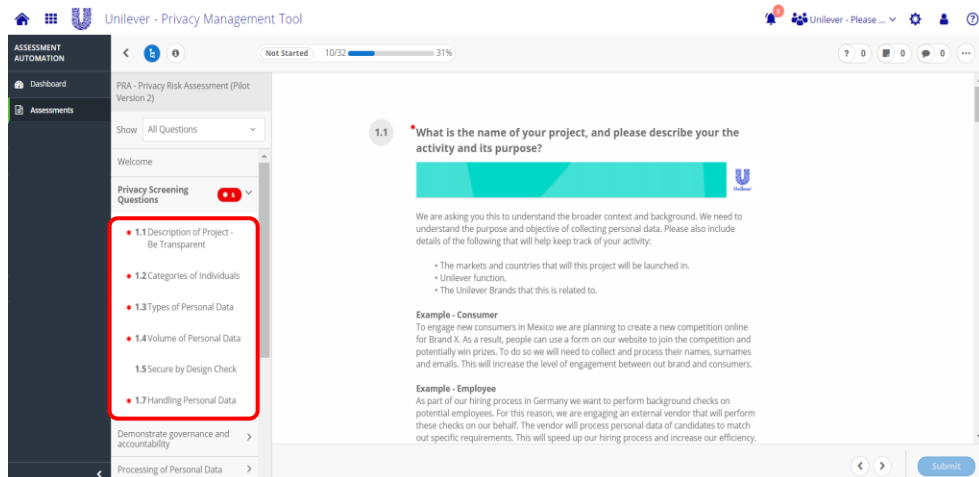 Unilever - Privacy Management Tool
3
Unilever - Please ...
ASSESSMENT
AUTOMATION
Not Started 10/32 31%
? 0 0 0 ...
Dashboard
Assessments
PRA - Privacy Risk Assessment (Pilot
Version 2)
Show All Questions
Welcome
Privacy Screening
Questions
* 5
* 1.1 Description of Project -
Be Transparent
* 1.2 Categories of Individuals
* 1.3 Types of Personal Data
* 1.4 Volume of Personal Data
1.5 Secure by Design Check
* 1.7 Handling Personal Data
Demonstrate governance and
accountability
Processing of Personal Data
1.1 *What is the name of your project, and please describe your the
activity and its purpose?
Unilever
We are asking you this to understand the broader context and background. We need to
understand the purpose and objective of collecting personal data. Please also include
details of the following that will help keep track of your activity:
• The markets and countries that will this project will be launched in.
• Unilever function.
• The Unilever Brands that this is related to.
Example - Consumer
To engage new consumers in Mexico we are planning to create a new competition online
for Brand X. As a result, people can use a form on our website to join the competition and
potentially win prizes. To do so we will need to collect and process their names, surnames
and emails. This will increase the level of engagement between out brand and consumers.
Example - Employee
As part of our hiring process in Germany we want to perform background checks on
potential employees. For this reason, we are engaging an external vendor that will perform
these checks on our behalf. The vendor will process personal data of candidates to match
out specific requirements. This will speed up our hiring process and increase our efficiency.
Submit